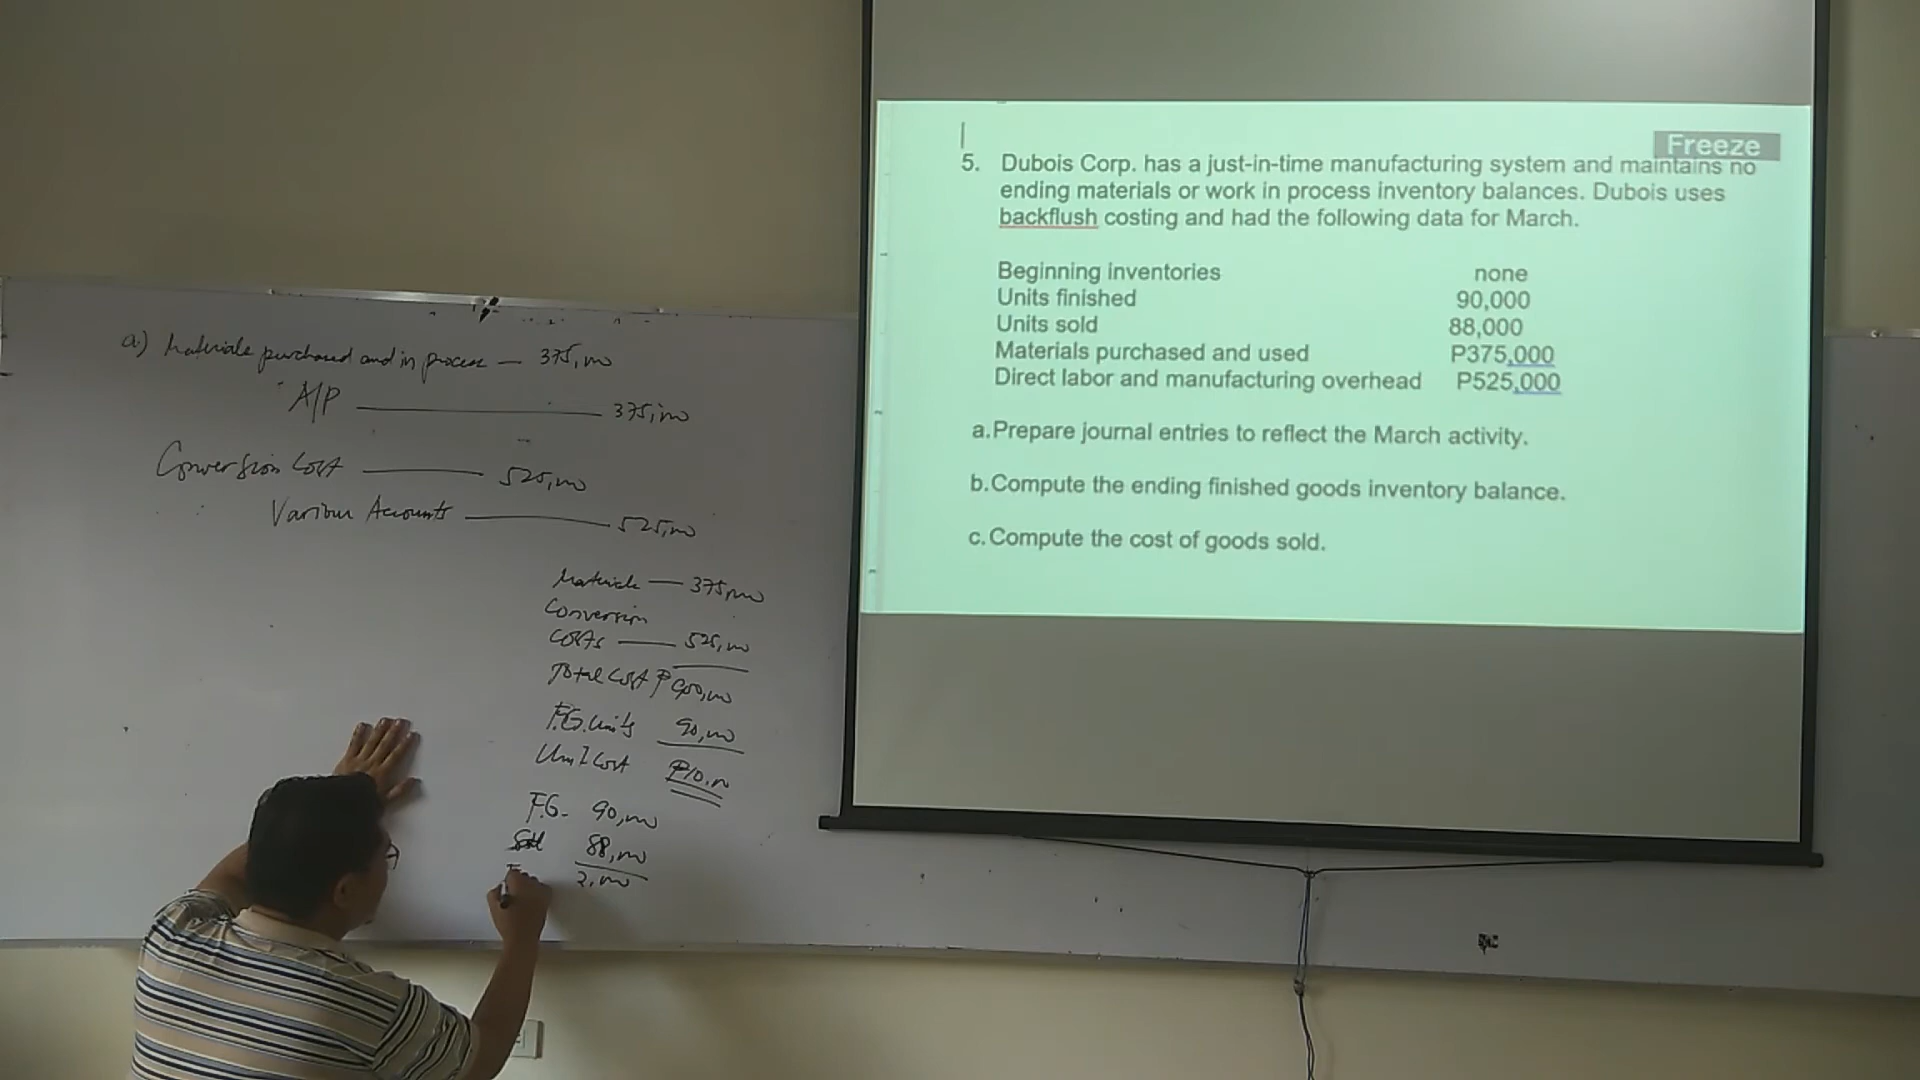 a) Materials purchased and in process — 375,000
A/P — 375,000
Conversion Cost — 525,000
Various Accounts — 525,000
Materials — 375,000
Conversion
Costs — 525,000
Total Cost ₱900,000
F.G. Units 90,000
Unit Cost ₱10.00
F.G. 90,000
88,000
2,000
Freeze
5. Dubois Corp. has a just-in-time manufacturing system and maintains no
ending materials or work in process inventory balances. Dubois uses
backflush costing and had the following data for March.
Beginning inventories none
Units finished 90,000
Units sold 88,000
Materials purchased and used P375,000
Direct labor and manufacturing overhead P525,000
a. Prepare journal entries to reflect the March activity.
b. Compute the ending finished goods inventory balance.
c. Compute the cost of goods sold.